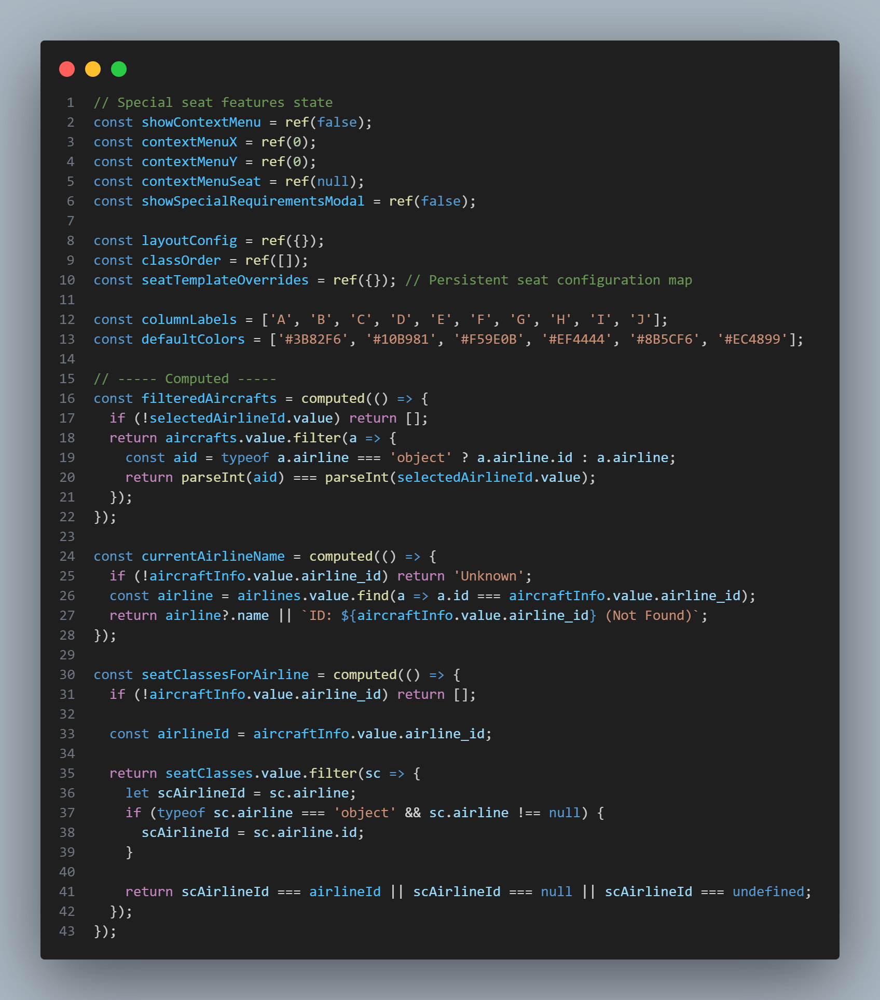 1 // Special seat features state
2 const showContextMenu = ref(false);
3 const contextMenuX = ref(0);
4 const contextMenuY = ref(0);
5 const contextMenuSeat = ref(null);
6 const showSpecialRequirementsModal = ref(false);
7
8 const layoutConfig = ref({});
9 const classOrder = ref([]);
10 const seatTemplateOverrides = ref({}); // Persistent seat configuration map
11
12 const columnLabels = ['A', 'B', 'C', 'D', 'E', 'F', 'G', 'H', 'I', 'J'];
13 const defaultColors = ['#3B82F6', '#10B981', '#F59E0B', '#EF4444', '#8B5CF6', '#EC4899'];
14
15 // ----- Computed -----
16 const filteredAircrafts = computed(() => {
17   if (!selectedAirlineId.value) return [];
18   return aircrafts.value.filter(a => {
19     const aid = typeof a.airline === 'object' ? a.airline.id : a.airline;
20     return parseInt(aid) === parseInt(selectedAirlineId.value);
21   });
22 });
23
24 const currentAirlineName = computed(() => {
25   if (!aircraftInfo.value.airline_id) return 'Unknown';
26   const airline = airlines.value.find(a => a.id === aircraftInfo.value.airline_id);
27   return airline?.name || `ID: ${aircraftInfo.value.airline_id} (Not Found)`;
28 });
29
30 const seatClassesForAirline = computed(() => {
31   if (!aircraftInfo.value.airline_id) return [];
32
33   const airlineId = aircraftInfo.value.airline_id;
34
35   return seatClasses.value.filter(sc => {
36     let scAirlineId = sc.airline;
37     if (typeof sc.airline === 'object' && sc.airline !== null) {
38       scAirlineId = sc.airline.id;
39     }
40
41     return scAirlineId === airlineId || scAirlineId === null || scAirlineId === undefined;
42   });
43 });